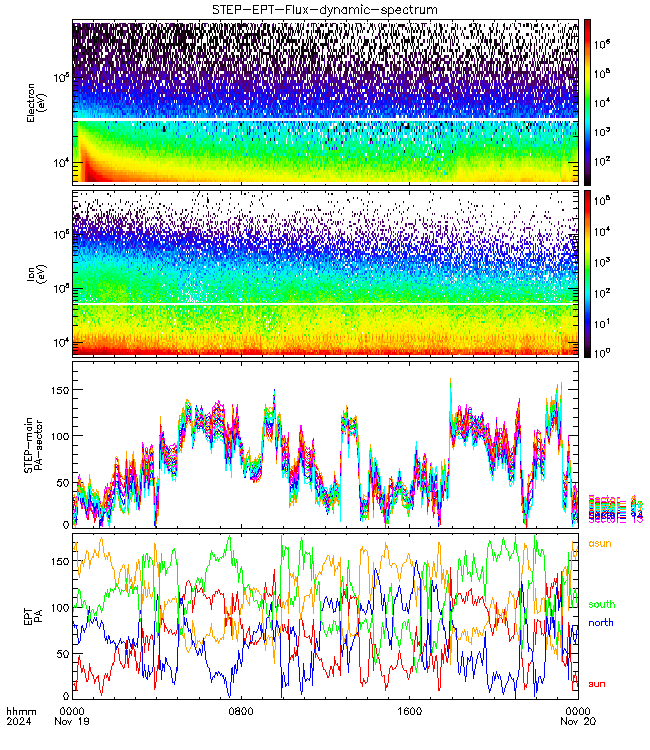 STEP-EPT-Flux-dynamic-spectrum
Electron
(eV)
10^5
10^4
10^6
10^5
10^4
10^3
10^2
Ion
(eV)
10^6
10^5
10^4
10^5
10^4
10^3
10^2
10^1
10^0
STEP-main
PA-sector
150
100
50
0
EPT
PA
150
100
50
0
asun
south
north
sun
hhmm
2024
0000
Nov 19
0800
1600
0000
Nov 20